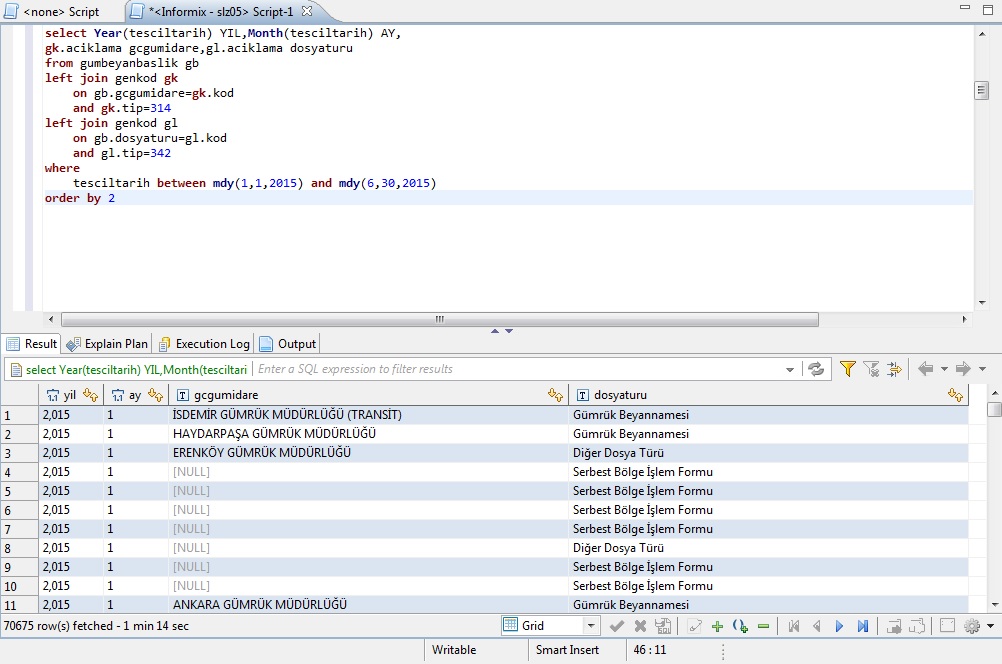 <none> Script *<Informix - slz05> Script-1
select Year(tesciltarih) YIL,Month(tesciltarih) AY,
gk.aciklama gcgumidare,gl.aciklama dosyaturu
from gumbeyanbaslik gb
left join genkod gk
on gb.gcgumidare=gk.kod
and gk.tip=314
left join genkod gl
on gb.dosyaturu=gl.kod
and gl.tip=342
where
tesciltarih between mdy(1,1,2015) and mdy(6,30,2015)
order by 2
Result Explain Plan Execution Log Output
select Year(tesciltarih) YIL,Month(tesciltari Enter a SQL expression to filter results
yil ay gcgumidare dosyaturu
1 2,015 1 İSDEMİR GÜMRÜK MÜDÜRLÜĞÜ (TRANSİT) Gümrük Beyannamesi
2 2,015 1 HAYDARPAŞA GÜMRÜK MÜDÜRLÜĞÜ Gümrük Beyannamesi
3 2,015 1 ERENKÖY GÜMRÜK MÜDÜRLÜĞÜ Diğer Dosya Türü
4 2,015 1 [NULL] Serbest Bölge İşlem Formu
5 2,015 1 [NULL] Serbest Bölge İşlem Formu
6 2,015 1 [NULL] Serbest Bölge İşlem Formu
7 2,015 1 [NULL] Serbest Bölge İşlem Formu
8 2,015 1 [NULL] Diğer Dosya Türü
9 2,015 1 [NULL] Serbest Bölge İşlem Formu
10 2,015 1 [NULL] Serbest Bölge İşlem Formu
11 2,015 1 ANKARA GÜMRÜK MÜDÜRLÜĞÜ Gümrük Beyannamesi
70675 row(s) fetched - 1 min 14 sec Grid
Writable Smart Insert 46 : 11